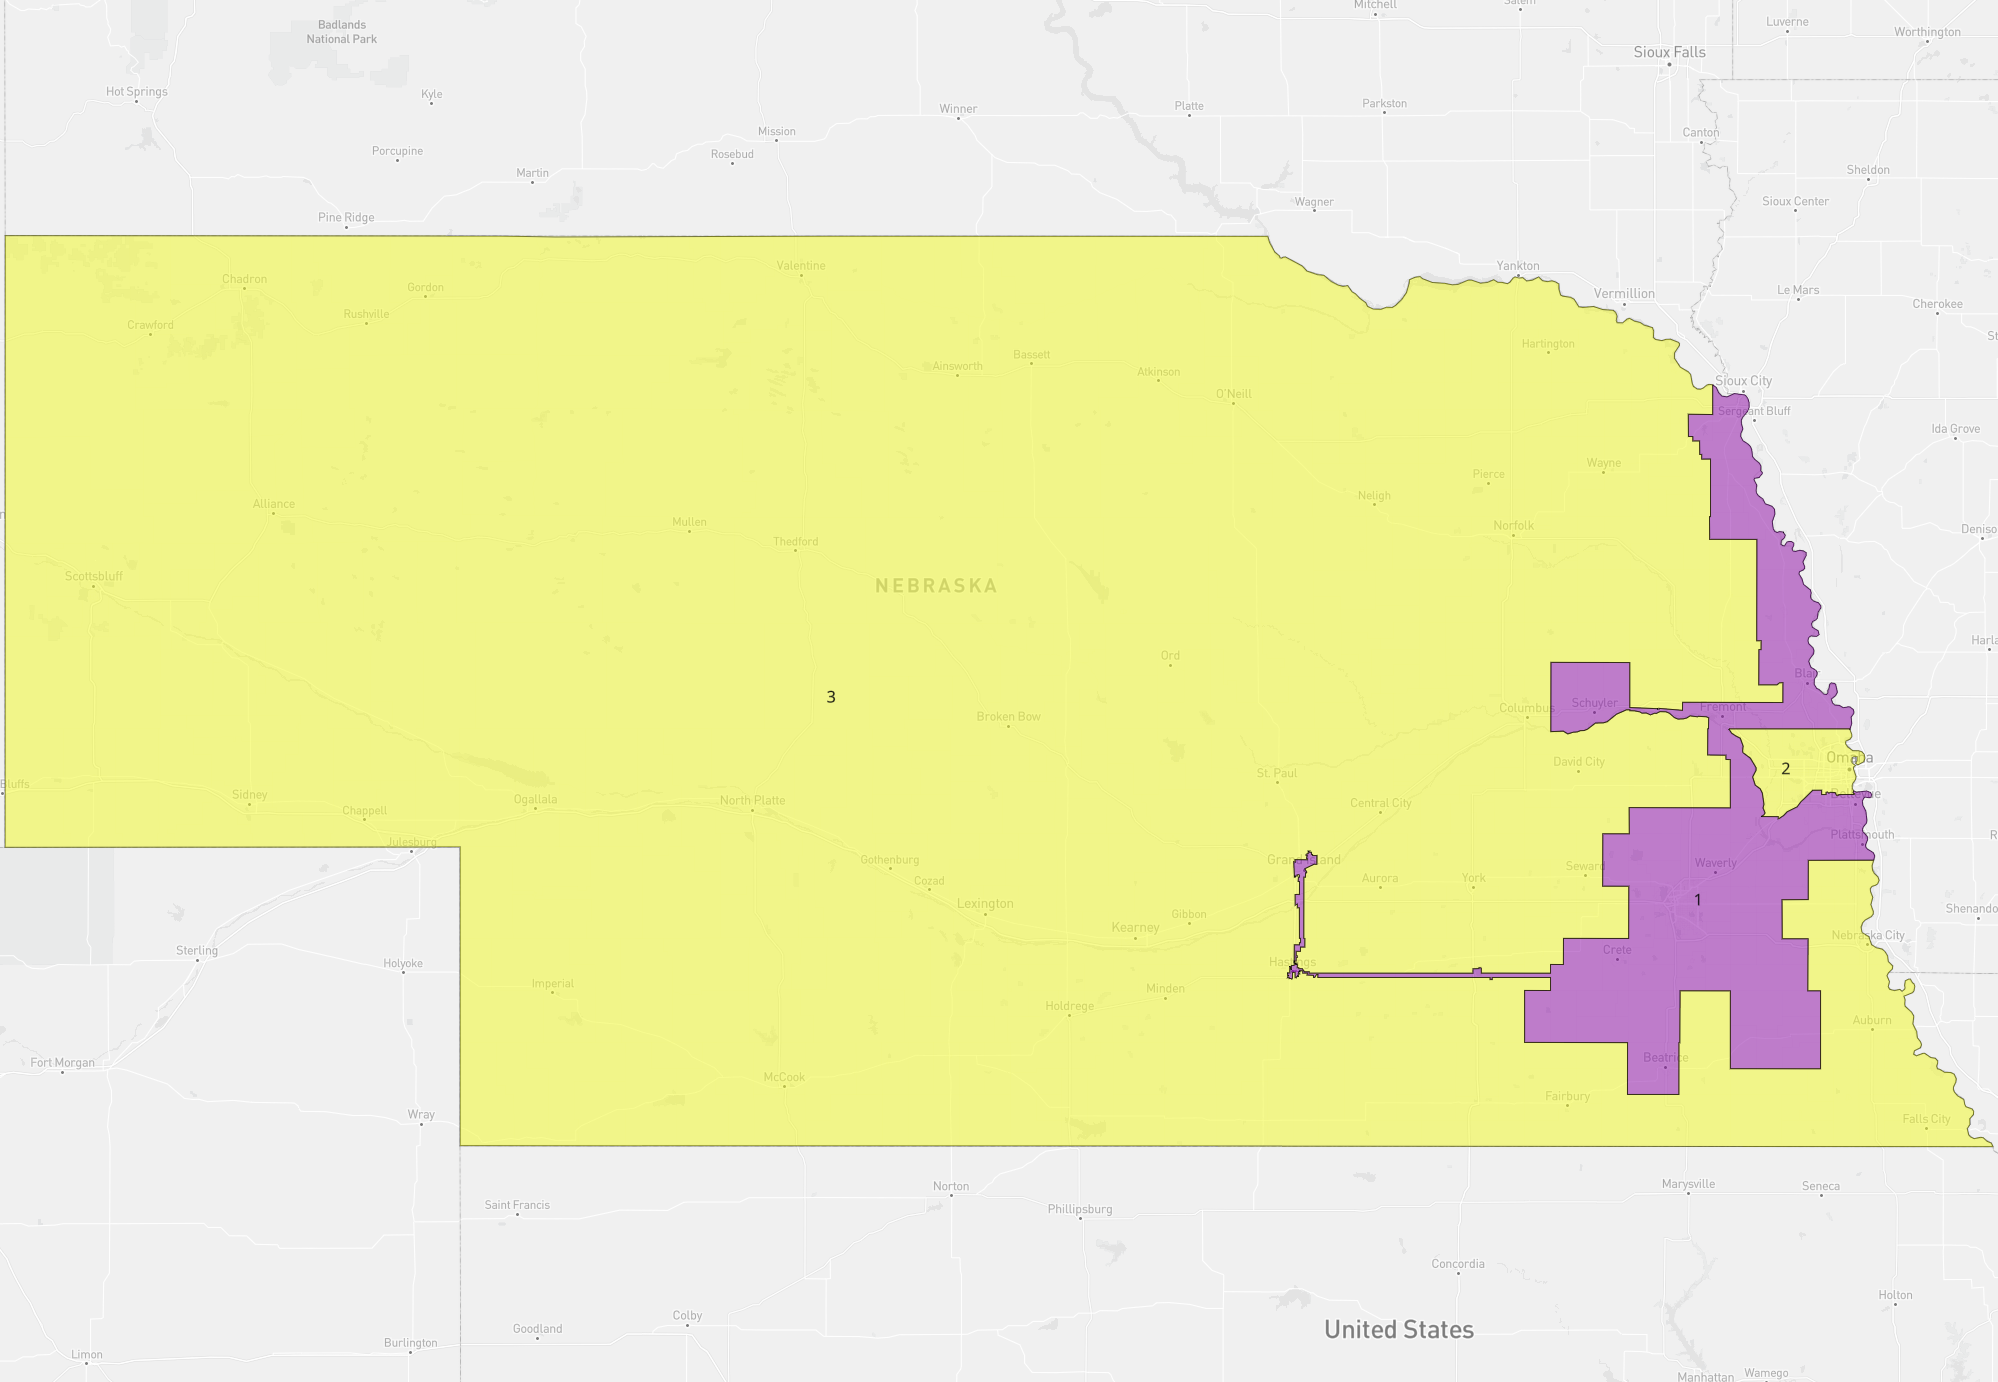 Badlands
National Park
Mitchell
Salem
Luverne
Worthington
Sioux Falls
Hot Springs
Kyle
Winner
Platte
Parkston
Canton
Mission
Porcupine
Rosebud
Martin
Sheldon
Wagner
Sioux Center
Pine Ridge
Valentine
Yankton
Chadron
Gordon
Vermillion
Le Mars
Cherokee
Rushville
Crawford
Hartington
Bassett
Ainsworth
Atkinson
Sioux City
O'Neill
Sergeant Bluff
Ida Grove
Wayne
Pierce
Neligh
Alliance
Mullen
Norfolk
Thedford
Scottsbluff
NEBRASKA
Ord
3
Schuyler
Columbus
Fremont
Broken Bow
Omaha
David City
2
St. Paul
Bluffs
Sidney
Ogallala
North Platte
Bellevue
Chappell
Central City
Julesburg
Plattsmouth
Gothenburg
Grand Island
Waverly
Seward
Cozad
Aurora
York
1
Lexington
Gibbon
Kearney
Nebraska City
Sterling
Crete
Holyoke
Hastings
Imperial
Minden
Holdrege
Auburn
Fort Morgan
Beatrice
McCook
Fairbury
Wray
Falls City
Norton
Marysville
Seneca
Saint Francis
Phillipsburg
Concordia
Holton
Colby
Goodland
United States
Burlington
Limon
Wamego
Manhattan